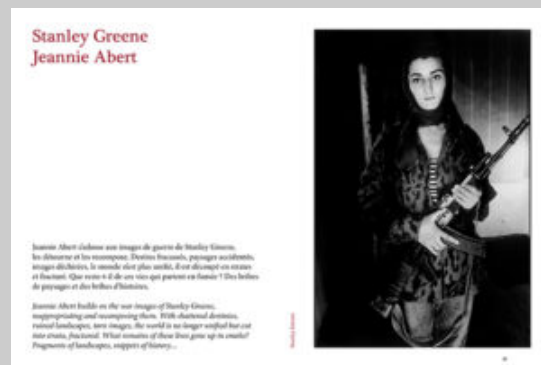 Stanley Greene
Jeannie Abert
Jeannie Abert s'adosse aux images de guerre de Stanley Greene,
les détourne et les recompose. Destins fracassés, paysages accidentés,
images déchirées, le monde n'est plus unifié, il est découpé en strates
et fracturé. Que reste-t-il de ces vies qui partent en fumée ? Des bribes
de paysages et des bribes d'histoires.
Jeannie Abert builds on the war images of Stanley Greene,
reappropriating and recomposing them. With shattered destinies,
ruined landscapes, torn images, the world is no longer unified but cut
into strata, fractured. What remains of these lives gone up in smoke?
Fragments of landscapes, snippets of history...
Stanley Greene